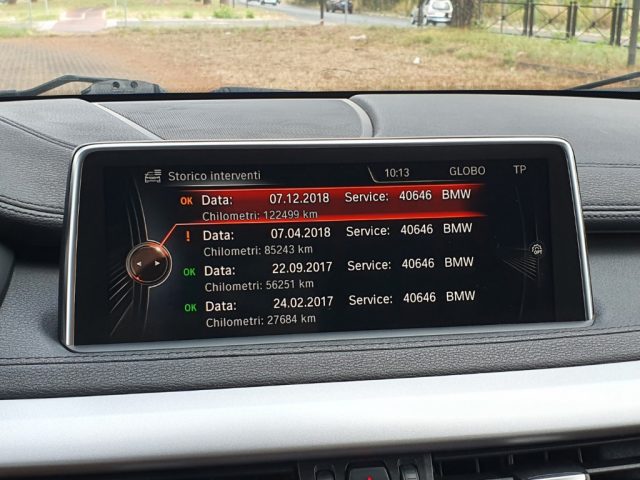 Storico interventi 10:13 GLOBO TP
OK Data: 07.12.2018 Service: 40646 BMW
Chilometri: 122499 km
! Data: 07.04.2018 Service: 40646 BMW
Chilometri: 85243 km
OK Data: 22.09.2017 Service: 40646 BMW
Chilometri: 56251 km
OK Data: 24.02.2017 Service: 40646 BMW
Chilometri: 27684 km